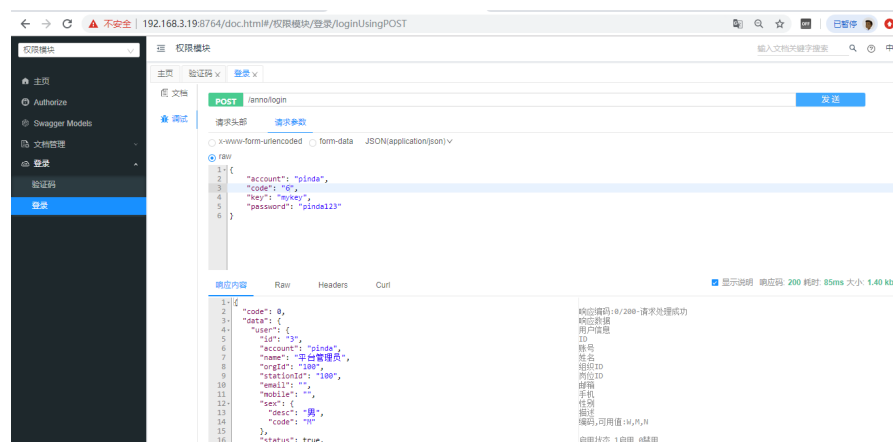 不安全 | 192.168.3.19:8764/doc.html#/权限模块/登录/loginUsingPOST
已暂停
权限模块
权限模块
输入文档关键字搜索
中
主页 验证码 × 登录 ×
主页
Authorize
Swagger Models
文档管理
登录
验证码
登录
文档
调试
POST /anno/login
发 送
请求头部 请求参数
x-www-form-urlencoded form-data JSON(application/json)
raw
1 {
2 "account": "pinda",
3 "code": "6",
4 "key": "mykey",
5 "password": "pinda123"
6 }
响应内容 Raw Headers Curl
显示说明 响应码: 200 耗时: 85ms 大小: 1.40 kb
1 {
2 "code": 0, 响应编码:0/200-请求处理成功
3 "data": { 响应数据
4 "user": { 用户信息
5 "id": "3", ID
6 "account": "pinda", 账号
7 "name": "平台管理员", 姓名
8 "orgId": "100", 组织ID
9 "stationId": "100", 岗位ID
10 "email": "", 邮箱
11 "mobile": "", 手机
12 "sex": { 性别
13 "desc": "男", 描述
14 "code": "M" 编码,可用值:W,M,N
15 },
16 "status": true, 启用状态 1启用 0禁用